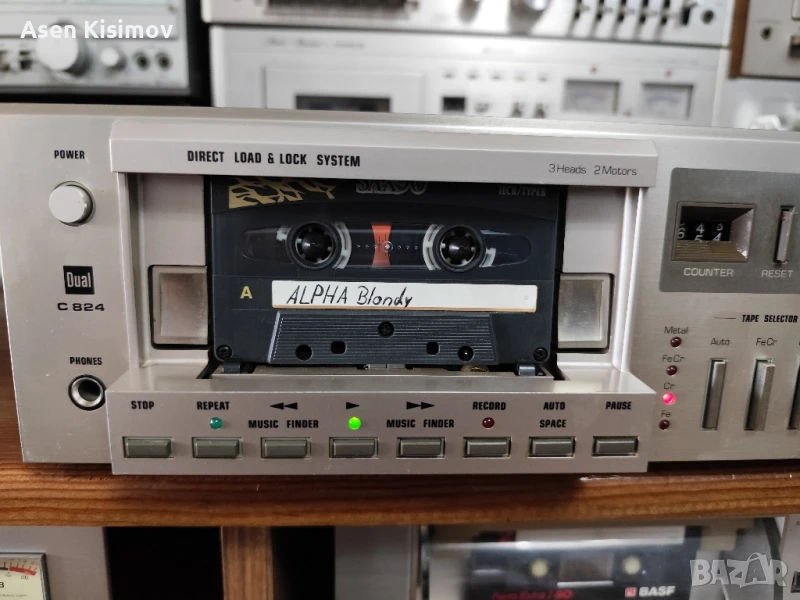 Asen Kisimov
POWER
DIRECT LOAD & LOCK SYSTEM
3 Heads 2 Motors
COUNTER
RESET
Dual
C 824
A
ALPHA Blondy
TAPE SELECTOR
Metal
Auto
FeCr
FeCr
Cr
Fe
PHONES
STOP
REPEAT
MUSIC FINDER
MUSIC FINDER
RECORD
AUTO
SPACE
PAUSE
BASF
BAZAR